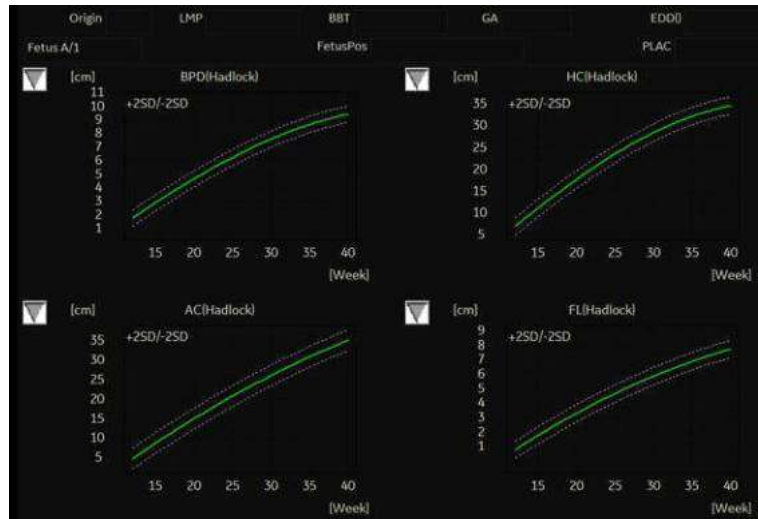 Origin LMP BBT GA EDD()
Fetus A/1 FetusPos PLAC
[cm] BPD(Hadlock)
+2SD/-2SD
11
10
9
8
7
6
5
4
3
2
1
15 20 25 30 35 40
[Week]
[cm] HC(Hadlock)
+2SD/-2SD
35
30
25
20
15
10
5
15 20 25 30 35 40
[Week]
[cm] AC(Hadlock)
+2SD/-2SD
35
30
25
20
15
10
5
15 20 25 30 35 40
[Week]
[cm] FL(Hadlock)
+2SD/-2SD
9
8
7
6
5
4
3
2
1
15 20 25 30 35 40
[Week]